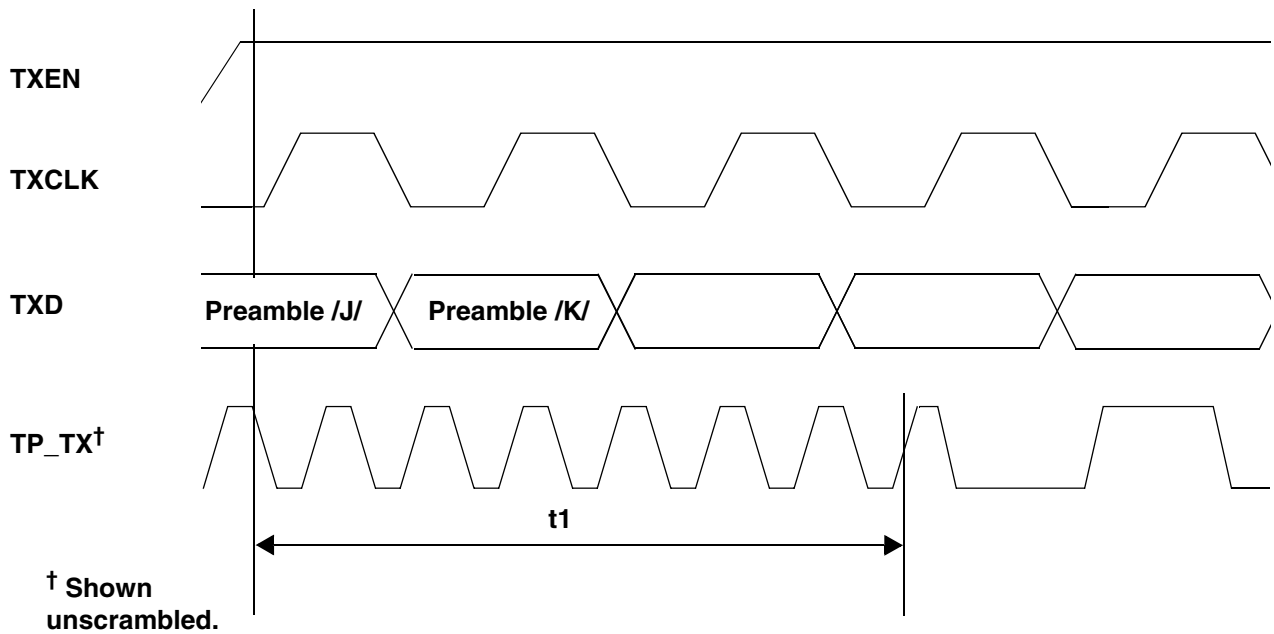 TXEN
TXCLK
TXD
Preamble /J/
Preamble /K/
TP_TX†
t1
† Shown
unscrambled.